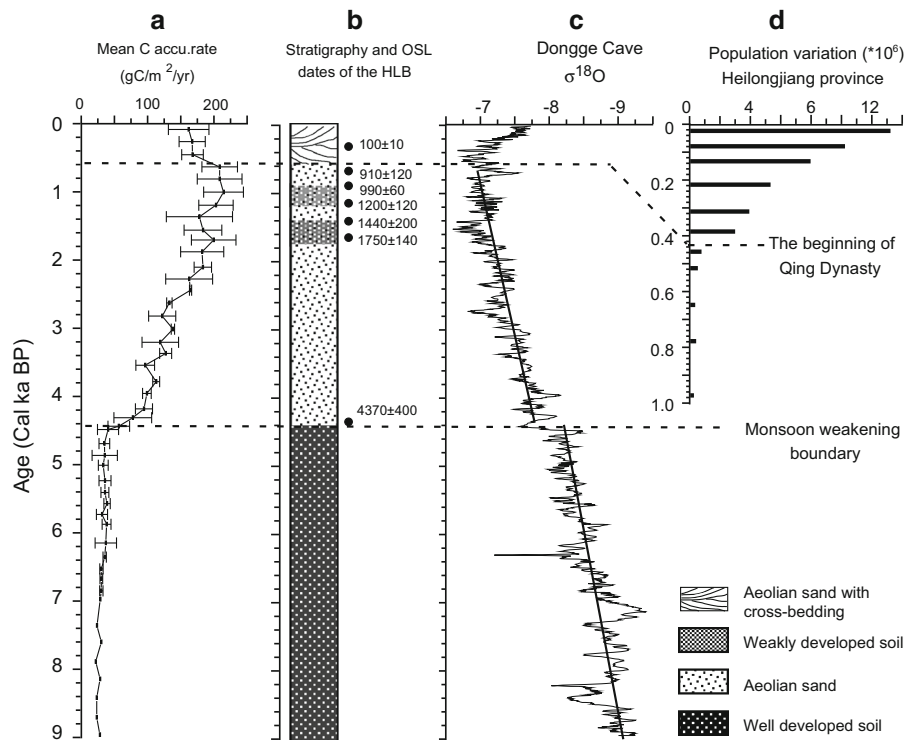 a
b
c
d
Mean C accu.rate
(gC/m ²/yr)
Stratigraphy and OSL
dates of the HLB
Dongge Cave
σ¹⁸O
Population variation (*10⁶)
Heilongjiang province
0 25 100 150 200 250
-7 -8 -9
0 4 6 8 12
Age (Cal ka BP)
0
1
2
3
4
5
6
7
8
9
100±10
910±120
990±60
1200±120
1440±200
1750±140
4370±400
0
0.2
0.4
0.6
0.8
1.0
The beginning of
Qing Dynasty
Monsoon weakening
boundary
Aeolian sand with
cross-bedding
Weakly developed soil
Aeolian sand
Well developed soil